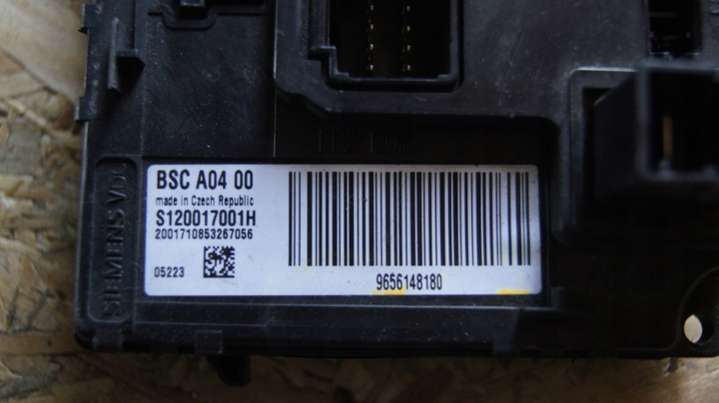 BSC A04 00
made in Czech Republic
S120017001H
2001710853267056
05223
9656148180
SIEMENS VDO